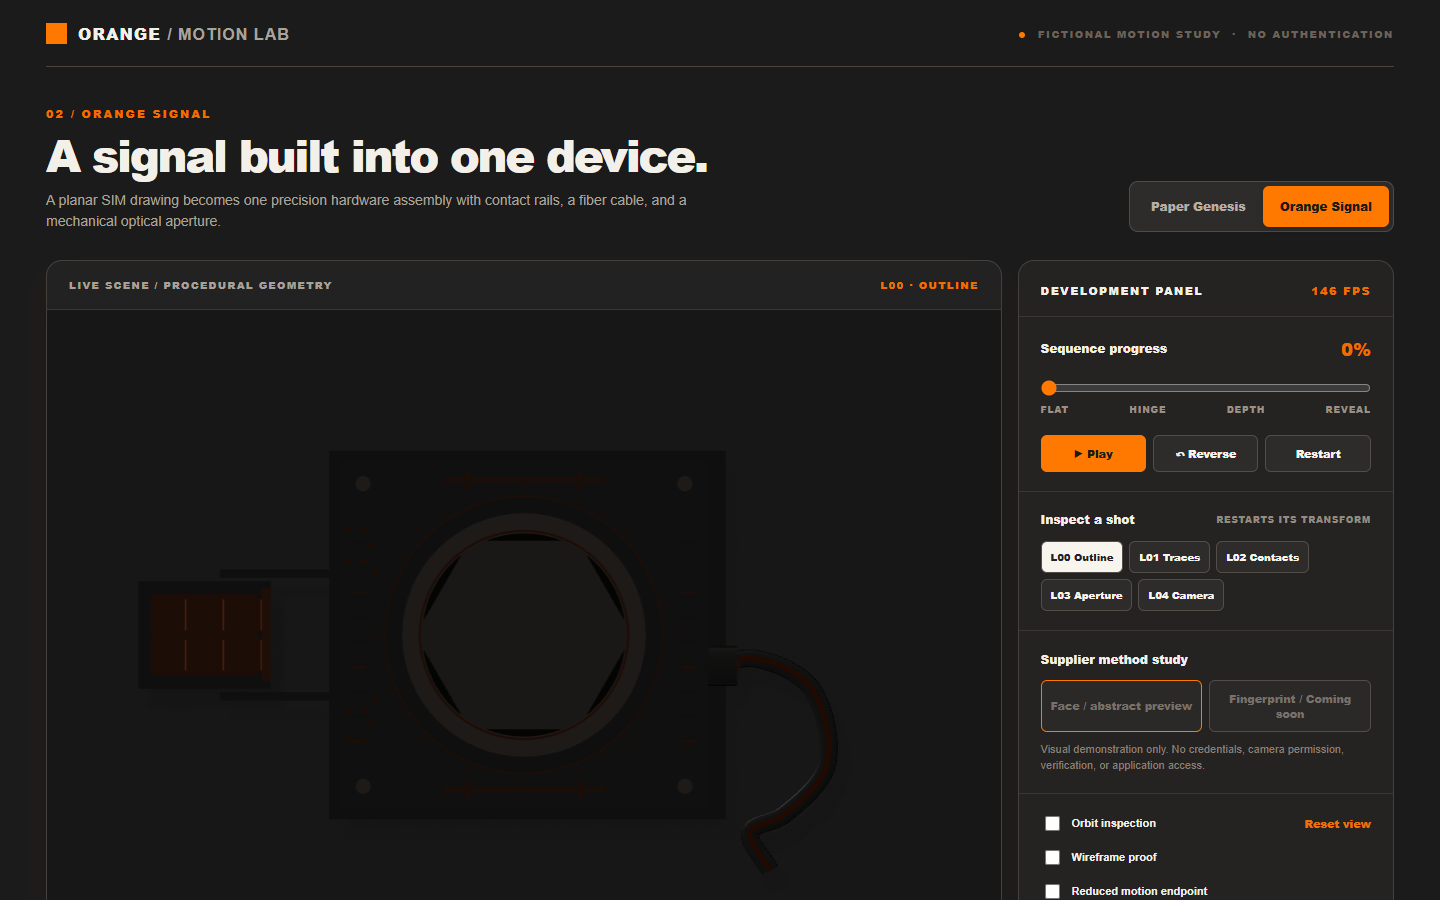 ORANGE / MOTION LAB
FICTIONAL MOTION STUDY · NO AUTHENTICATION
02 / ORANGE SIGNAL
A signal built into one device.
A planar SIM drawing becomes one precision hardware assembly with contact rails, a fiber cable, and a
mechanical optical aperture.
Paper Genesis
Orange Signal
LIVE SCENE / PROCEDURAL GEOMETRY
L00 · OUTLINE
DEVELOPMENT PANEL
146 FPS
Sequence progress
0%
FLAT
HINGE
DEPTH
REVEAL
▶ Play
↶ Reverse
Restart
Inspect a shot
RESTARTS ITS TRANSFORM
L00 Outline
L01 Traces
L02 Contacts
L03 Aperture
L04 Camera
Supplier method study
Face / abstract preview
Fingerprint / Coming
soon
Visual demonstration only. No credentials, camera permission,
verification, or application access.
Orbit inspection
Reset view
Wireframe proof
Reduced motion endpoint